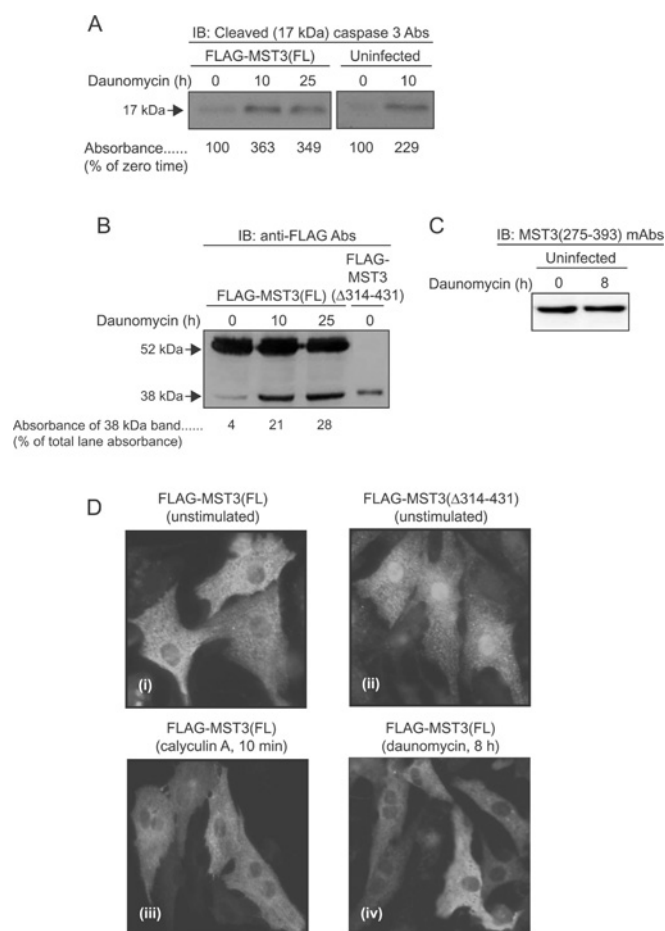 A
IB: Cleaved (17 kDa) caspase 3 Abs
FLAG-MST3(FL) Uninfected
Daunomycin (h) 0 10 25 0 10
17 kDa
Absorbance...... 100 363 349 100 229
(% of zero time)
B
IB: anti-FLAG Abs
FLAG-
MST3
FLAG-MST3(FL) (Δ314-431)
Daunomycin (h) 0 10 25 0
52 kDa
38 kDa
Absorbance of 38 kDa band...... 4 21 28
(% of total lane absorbance)
C
IB: MST3(275-393) mAbs
Uninfected
Daunomycin (h) 0 8
D
FLAG-MST3(FL)
(unstimulated)
(i)
FLAG-MST3(Δ314-431)
(unstimulated)
(ii)
FLAG-MST3(FL)
(calyculin A, 10 min)
(iii)
FLAG-MST3(FL)
(daunomycin, 8 h)
(iv)